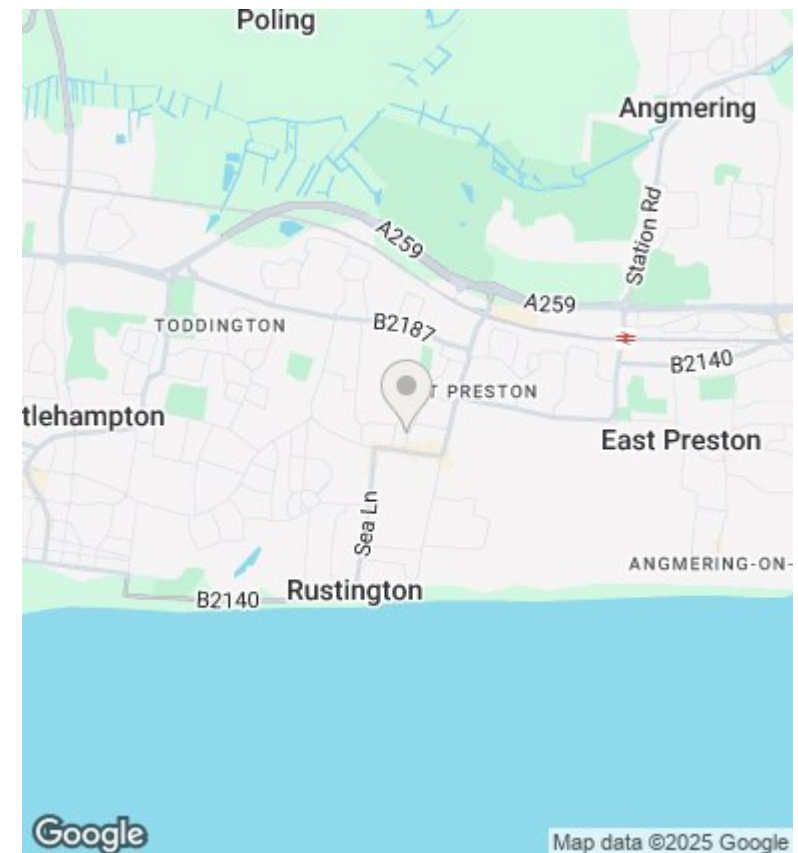 Poling
Angmering
Station Rd
A259
A259
TODDINGTON
B2187
B2140
T PRESTON
tlehampton
East Preston
Sea Ln
ANGMERING-ON-
Rustington
B2140
Google
Map data ©2025 Google